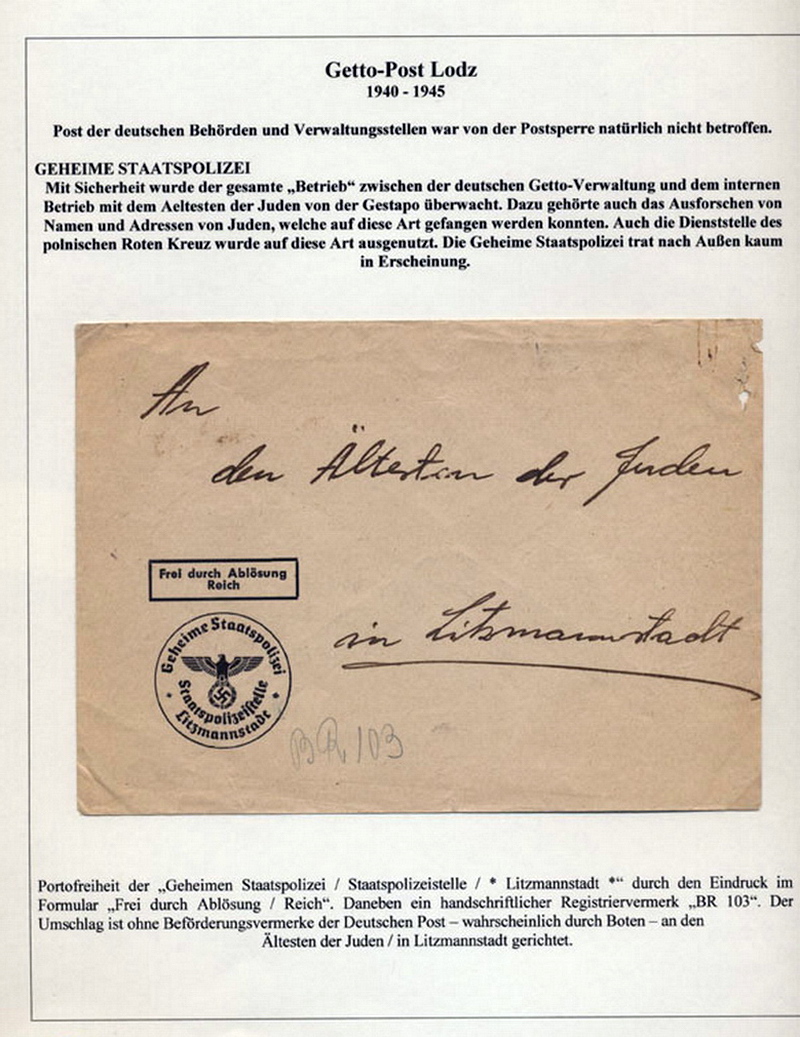 Getto-Post Lodz
1940 - 1945
Post der deutschen Behörden und Verwaltungsstellen war von der Postsperre natürlich nicht betroffen.
GEHEIME STAATSPOLIZEI
Mit Sicherheit wurde der gesamte „Betrieb“ zwischen der deutschen Getto-Verwaltung und dem internen
Betrieb mit dem Aeltesten der Juden von der Gestapo überwacht. Dazu gehörte auch das Ausforschen von
Namen und Adressen von Juden, welche auf diese Art gefangen werden konnten. Auch die Dienststelle des
polnischen Roten Kreuz wurde auf diese Art ausgenutzt. Die Geheime Staatspolizei trat nach Außen kaum
in Erscheinung.
An
den Ältesten der Juden
Frei durch Ablösung
Reich
in Litzmannstadt
Geheime Staatspolizei
Staatspolizeistelle
* Litzmannstadt *
BR 103
Portofreiheit der „Geheimen Staatspolizei / Staatspolizeistelle / * Litzmannstadt *“ durch den Eindruck im
Formular „Frei durch Ablösung / Reich“. Daneben ein handschriftlicher Registriervermerk „BR 103“. Der
Umschlag ist ohne Beförderungsvermerke der Deutschen Post – wahrscheinlich durch Boten – an den
Ältesten der Juden / in Litzmannstadt gerichtet.